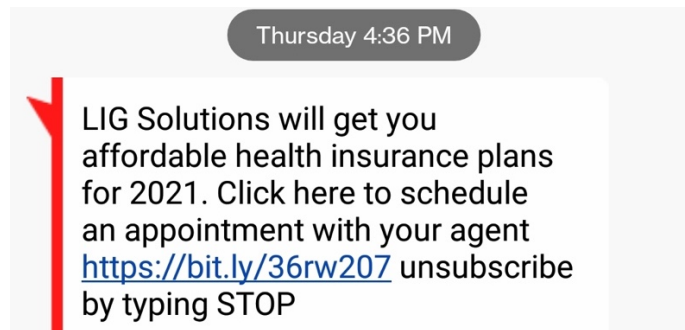 Thursday 4:36 PM
LIG Solutions will get you
affordable health insurance plans
for 2021. Click here to schedule
an appointment with your agent
https://bit.ly/36rw207 unsubscribe
by typing STOP